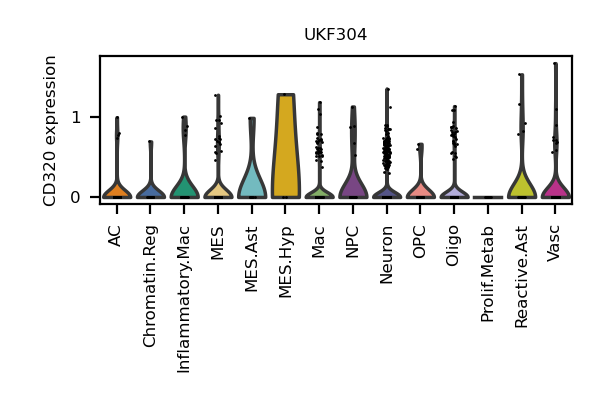 UKF304
CD320 expression
1
0
AC
Chromatin.Reg
Inflammatory.Mac
MES
MES.Ast
MES.Hyp
Mac
NPC
Neuron
OPC
Oligo
Prolif.Metab
Reactive.Ast
Vasc